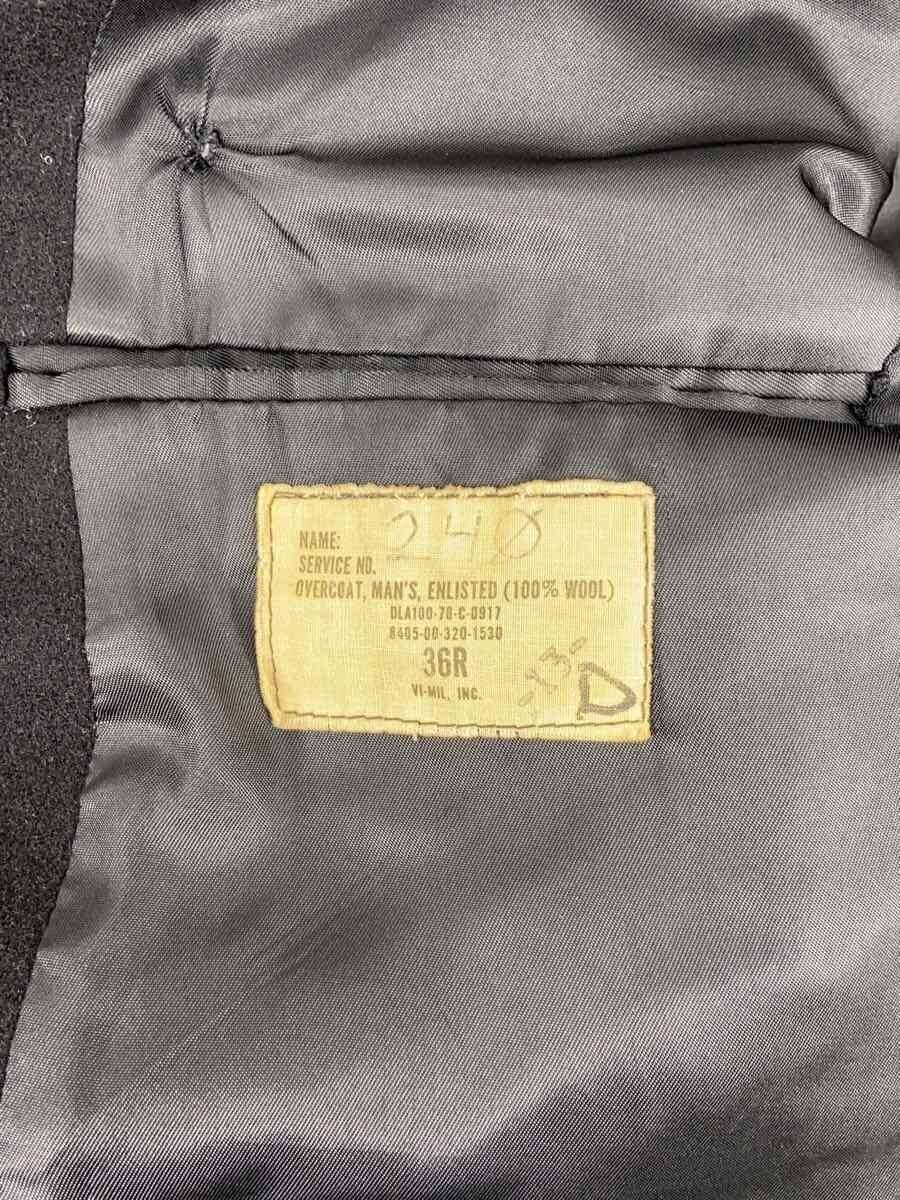 NAME: 240
SERVICE NO.
OVERCOAT, MAN'S, ENLISTED (100% WOOL)
DLA100-78-C-0917
8405-00-320-1530
36R
VI-MIL, INC.
-13-
D